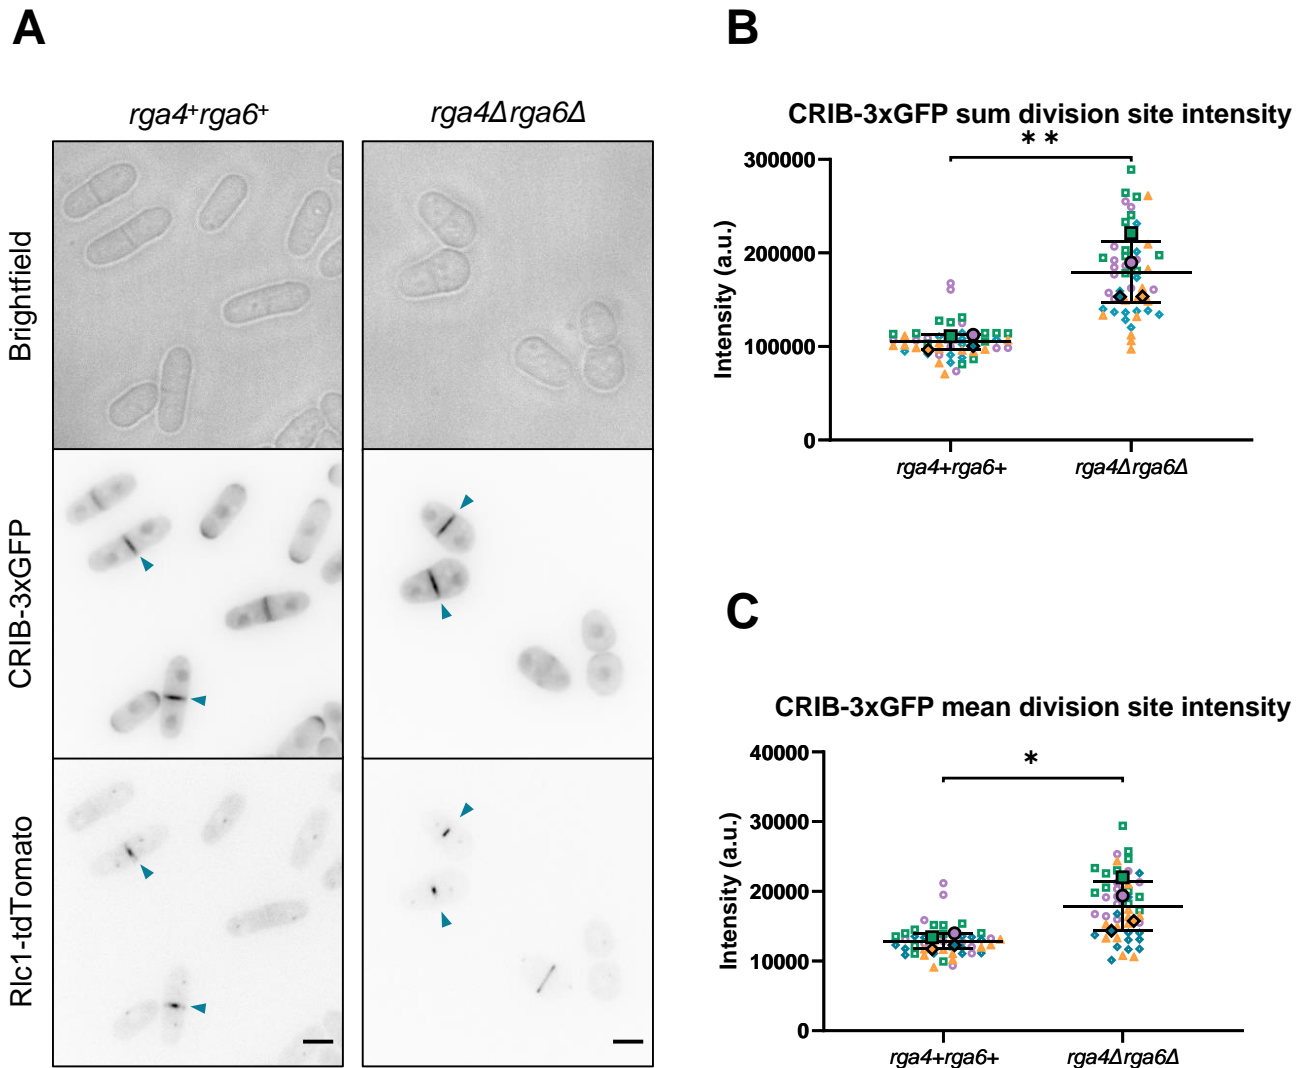 A
rga4⁺rga6⁺
rga4Δrga6Δ
Brightfield
CRIB-3xGFP
Rlc1-tdTomato
B
CRIB-3xGFP sum division site intensity
**
Intensity (a.u.)
300000
200000
100000
0
rga4+rga6+
rga4Δrga6Δ
C
CRIB-3xGFP mean division site intensity
*
Intensity (a.u.)
40000
30000
20000
10000
0
rga4+rga6+
rga4Δrga6Δ